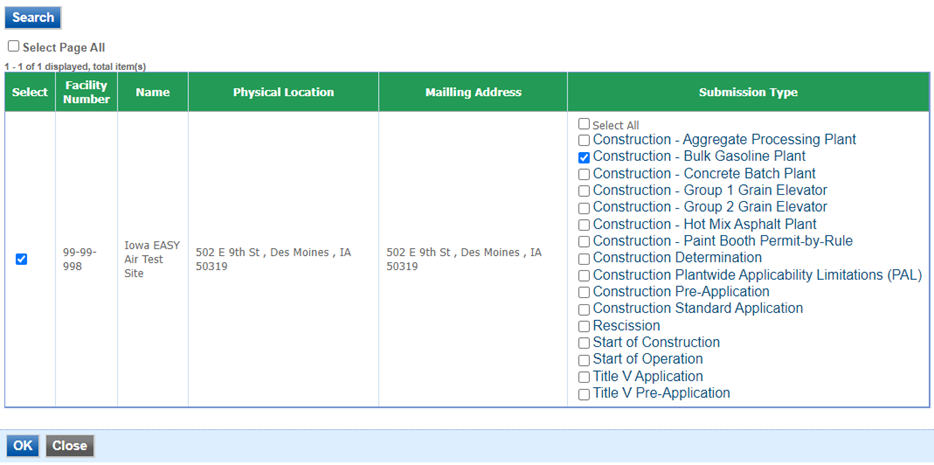 Search
Select Page All
1 - 1 of 1 displayed, total item(s)
Select
Facility
Number
Name
Physical Location
Mailling Address
Submission Type
99-99-
998
Iowa EASY
Air Test
Site
502 E 9th St , Des Moines , IA
50319
502 E 9th St , Des Moines , IA
50319
Select All
Construction - Aggregate Processing Plant
Construction - Bulk Gasoline Plant
Construction - Concrete Batch Plant
Construction - Group 1 Grain Elevator
Construction - Group 2 Grain Elevator
Construction - Hot Mix Asphalt Plant
Construction - Paint Booth Permit-by-Rule
Construction Determination
Construction Plantwide Applicability Limitations (PAL)
Construction Pre-Application
Construction Standard Application
Rescission
Start of Construction
Start of Operation
Title V Application
Title V Pre-Application
OK
Close